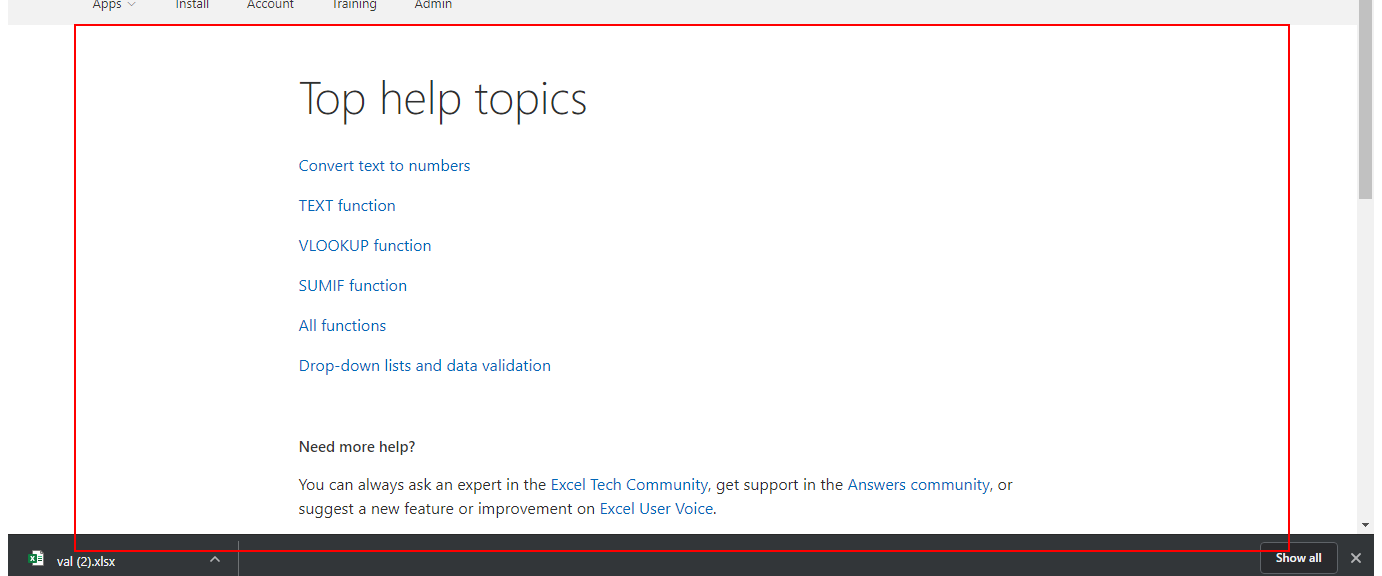 Apps Install Account Training Admin
Top help topics
Convert text to numbers
TEXT function
VLOOKUP function
SUMIF function
All functions
Drop-down lists and data validation
Need more help?
You can always ask an expert in the Excel Tech Community, get support in the Answers community, or
suggest a new feature or improvement on Excel User Voice.
val (2).xlsx
Show all